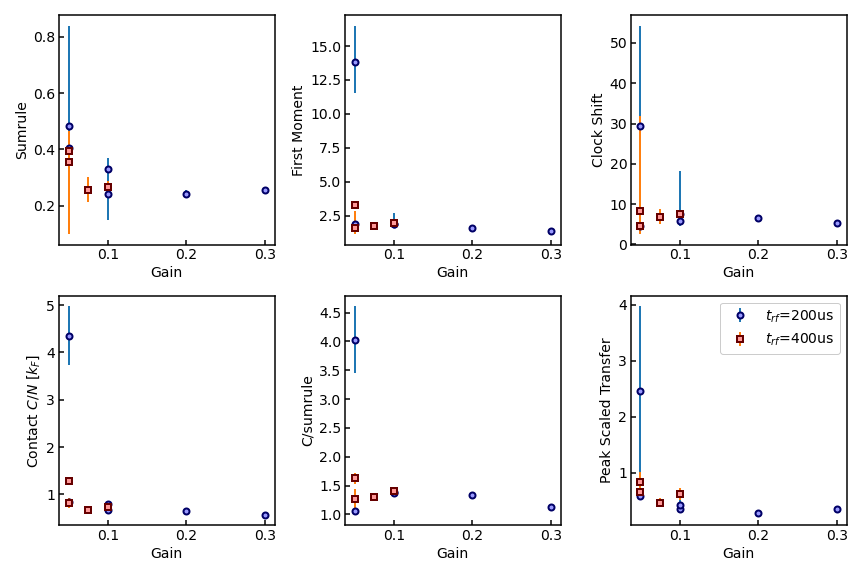 0.8
0.6
0.4
0.2
Sumrule
0.1 0.2 0.3
Gain
15.0
12.5
10.0
7.5
5.0
2.5
First Moment
0.1 0.2 0.3
Gain
50
40
30
20
10
0
Clock Shift
0.1 0.2 0.3
Gain
5
4
3
2
1
Contact C/N [k_F]
0.1 0.2 0.3
Gain
4.5
4.0
3.5
3.0
2.5
2.0
1.5
1.0
C/sumrule
0.1 0.2 0.3
Gain
4
3
2
1
Peak Scaled Transfer
t_rf=200us
t_rf=400us
0.1 0.2 0.3
Gain